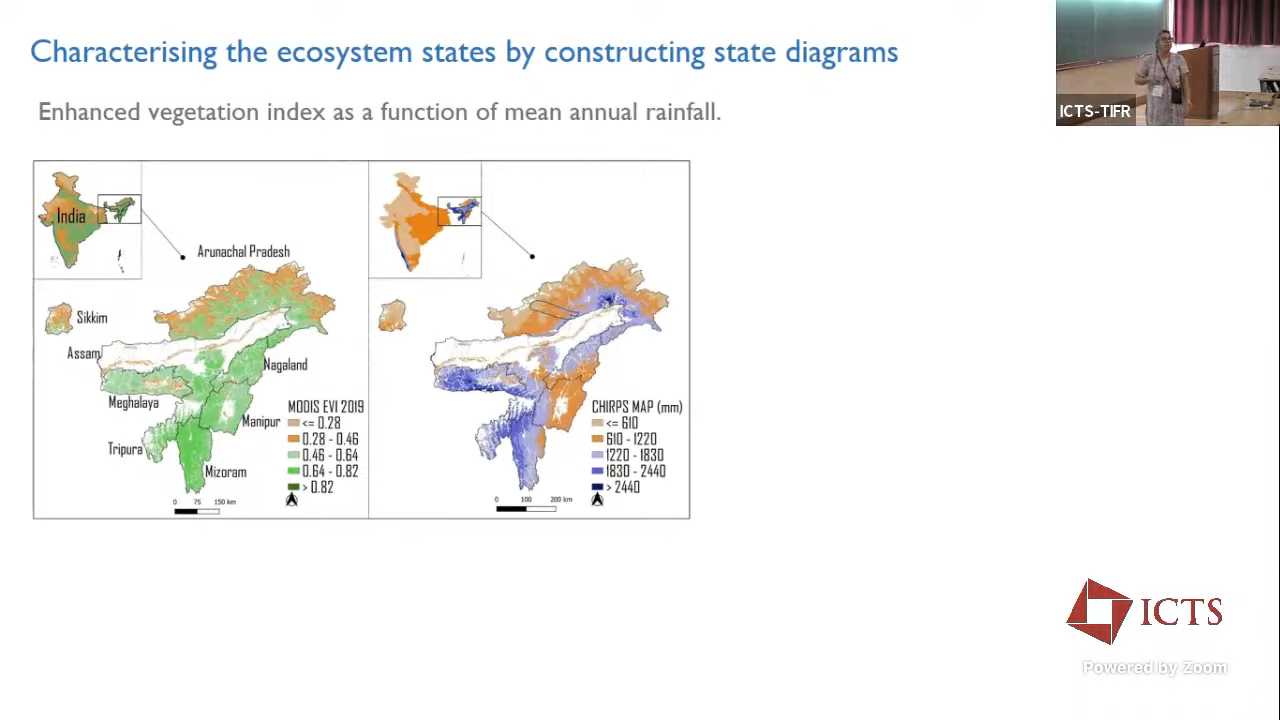 Characterising the ecosystem states by constructing state diagrams
Enhanced vegetation index as a function of mean annual rainfall.
ICTS-TIFR
India
Arunachal Pradesh
Sikkim
Assam
Nagaland
Meghalaya
Manipur
Tripura
Mizoram
MODIS EVI 2019
<= 0.28
0.28 - 0.46
0.46 - 0.64
0.64 - 0.82
> 0.82
0 75 150 km
CHIRPS MAP (mm)
<= 610
610 - 1220
1220 - 1830
1830 - 2440
> 2440
0 100 200 km
ICTS
Powered by Zoom